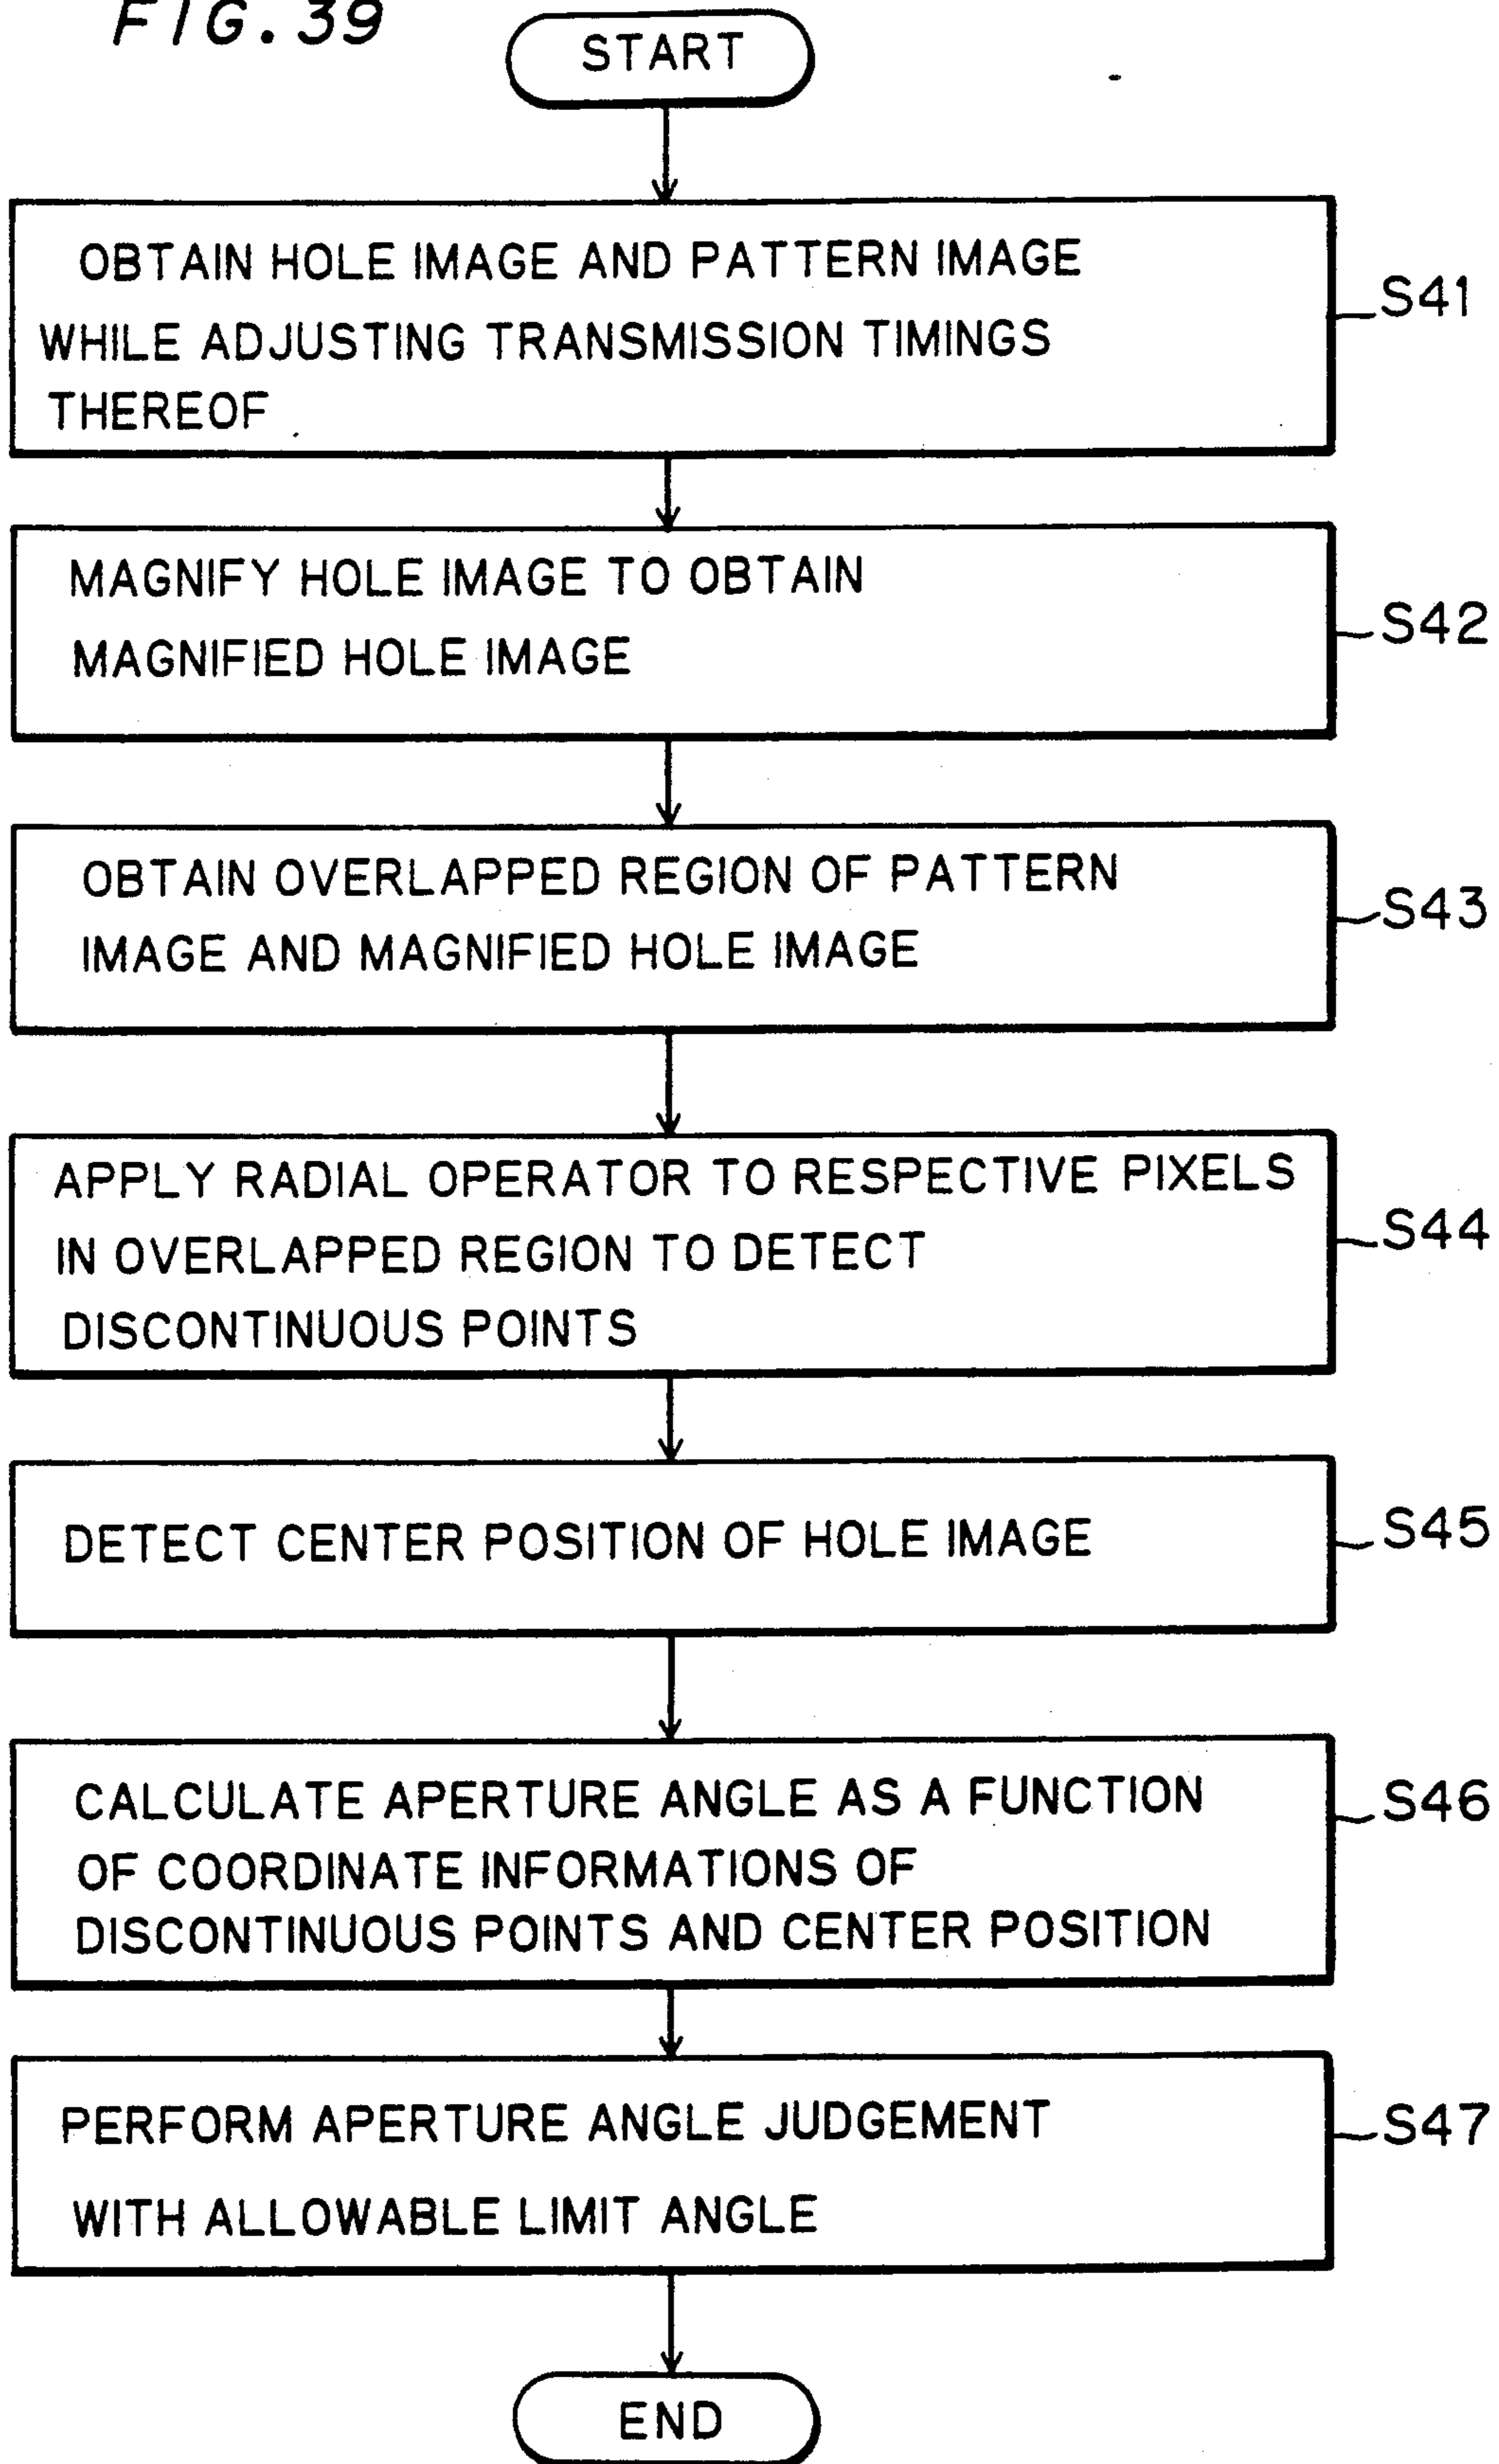 FIG. 39
START
OBTAIN HOLE IMAGE AND PATTERN IMAGE
WHILE ADJUSTING TRANSMISSION TIMINGS
THEREOF
S41
MAGNIFY HOLE IMAGE TO OBTAIN
MAGNIFIED HOLE IMAGE
S42
OBTAIN OVERLAPPED REGION OF PATTERN
IMAGE AND MAGNIFIED HOLE IMAGE
S43
APPLY RADIAL OPERATOR TO RESPECTIVE PIXELS
IN OVERLAPPED REGION TO DETECT
DISCONTINUOUS POINTS
S44
DETECT CENTER POSITION OF HOLE IMAGE
S45
CALCULATE APERTURE ANGLE AS A FUNCTION
OF COORDINATE INFORMATIONS OF
DISCONTINUOUS POINTS AND CENTER POSITION
S46
PERFORM APERTURE ANGLE JUDGEMENT
WITH ALLOWABLE LIMIT ANGLE
S47
END